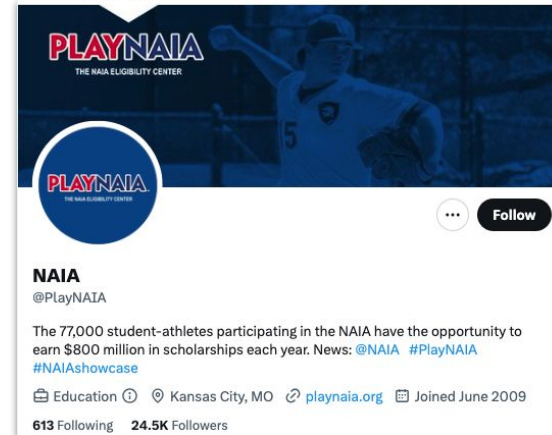 PLAYNAIA
THE NAIA ELIGIBILITY CENTER
15
PLAYNAIA
THE NAIA ELIGIBILITY CENTER
Follow
NAIA
@PlayNAIA
The 77,000 student-athletes participating in the NAIA have the opportunity to
earn $800 million in scholarships each year. News: @NAIA #PlayNAIA
#NAIAshowcase
Education Kansas City, MO playnaia.org Joined June 2009
613 Following 24.5K Followers